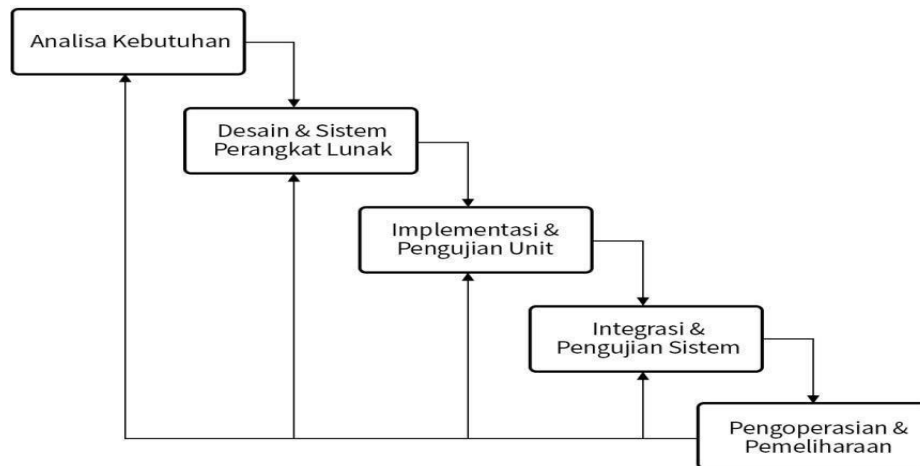 Analisa Kebutuhan
Desain & Sistem
Perangkat Lunak
Implementasi &
Pengujian Unit
Integrasi &
Pengujian Sistem
Pengoperasian &
Pemeliharaan